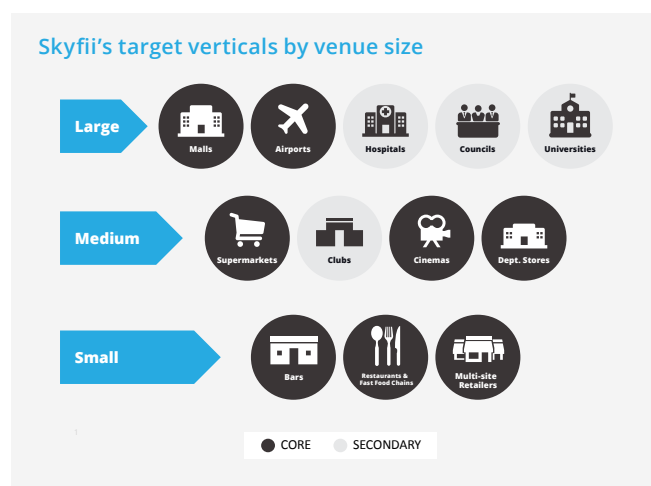 Skyfii's target verticals by venue size
Large
Malls
Airports
Hospitals
Councils
Universities
Medium
Supermarkets
Clubs
Cinemas
Dept. Stores
Small
Bars
Restaurants &
Fast Food Chains
Multi-site
Retailers
CORE
SECONDARY